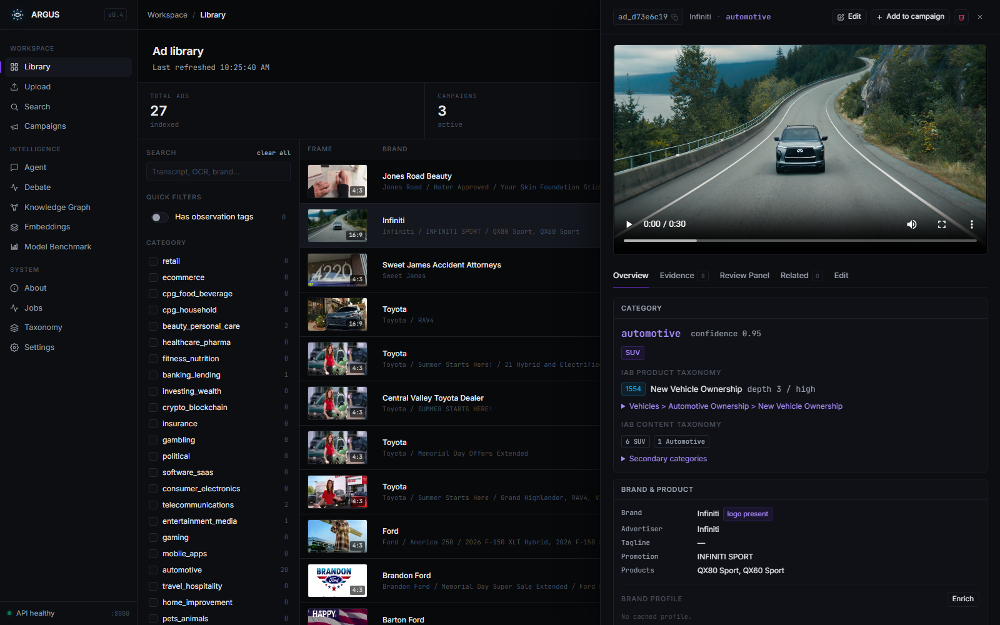 ARGUS
v0.4
WORKSPACE
Library
Upload
Search
Campaigns
INTELLIGENCE
Agent
Debate
Knowledge Graph
Embeddings
Model Benchmark
SYSTEM
About
Jobs
Taxonomy
Settings
API healthy
:8000
Workspace / Library
Ad library
Last refreshed 10:25:40 AM
TOTAL ADS
27
indexed
CAMPAIGNS
3
active
SEARCH
clear all
Transcript, OCR, brand...
QUICK FILTERS
Has observation tags 0
CATEGORY
retail 0
ecommerce 0
cpg_food_beverage 0
cpg_household 0
beauty_personal_care 2
healthcare_pharma 0
fitness_nutrition 0
banking_lending 1
investing_wealth 0
crypto_blockchain 0
insurance 0
gambling 0
political 0
software_saas 0
consumer_electronics 0
telecommunications 2
entertainment_media 1
gaming 0
mobile_apps 0
automotive 20
travel_hospitality 0
home_improvement 0
pets_animals 0
FRAME
BRAND
4:3
Jones Road Beauty
Jones Road / Hater Approved / Your Skin Foundation Stic
16:9
Infiniti
Infiniti / INFINITI SPORT / QX80 Sport, QX60 Sport
4220
4:3
Sweet James Accident Attorneys
Sweet James
16:9
Toyota
Toyota / RAV4
4:3
Toyota
Toyota / Summer Starts Here! / 21 Hybrid and Electrifie
4:3
Central Valley Toyota Dealer
Toyota / SUMMER STARTS HERE!
4:3
Toyota
Toyota / Memorial Day Offers Extended
4:3
Toyota
Toyota / Summer Starts Here / Grand Highlander, RAV4, V
4:3
Ford
Ford / America 250 / 2026 F-150 XLT Hybrid, 2026 F-150
BRANDON
Ford
4:3
Brandon Ford
Brandon Ford / Memorial Day Super Sale Extended / Ford
HAPPY
Barton Ford
ad_d73e6c19
Infiniti · automotive
Edit
+ Add to campaign
0:00 / 0:30
Overview
Evidence 8
Review Panel
Related 0
Edit
CATEGORY
automotive confidence 0.95
SUV
IAB PRODUCT TAXONOMY
1554 New Vehicle Ownership depth 3 / high
Vehicles > Automotive Ownership > New Vehicle Ownership
IAB CONTENT TAXONOMY
6 SUV
1 Automotive
Secondary categories
BRAND & PRODUCT
Brand Infiniti logo present
Advertiser Infiniti
Tagline —
Promotion INFINITI SPORT
Products QX80 Sport, QX60 Sport
BRAND PROFILE
Enrich
No cached profile.